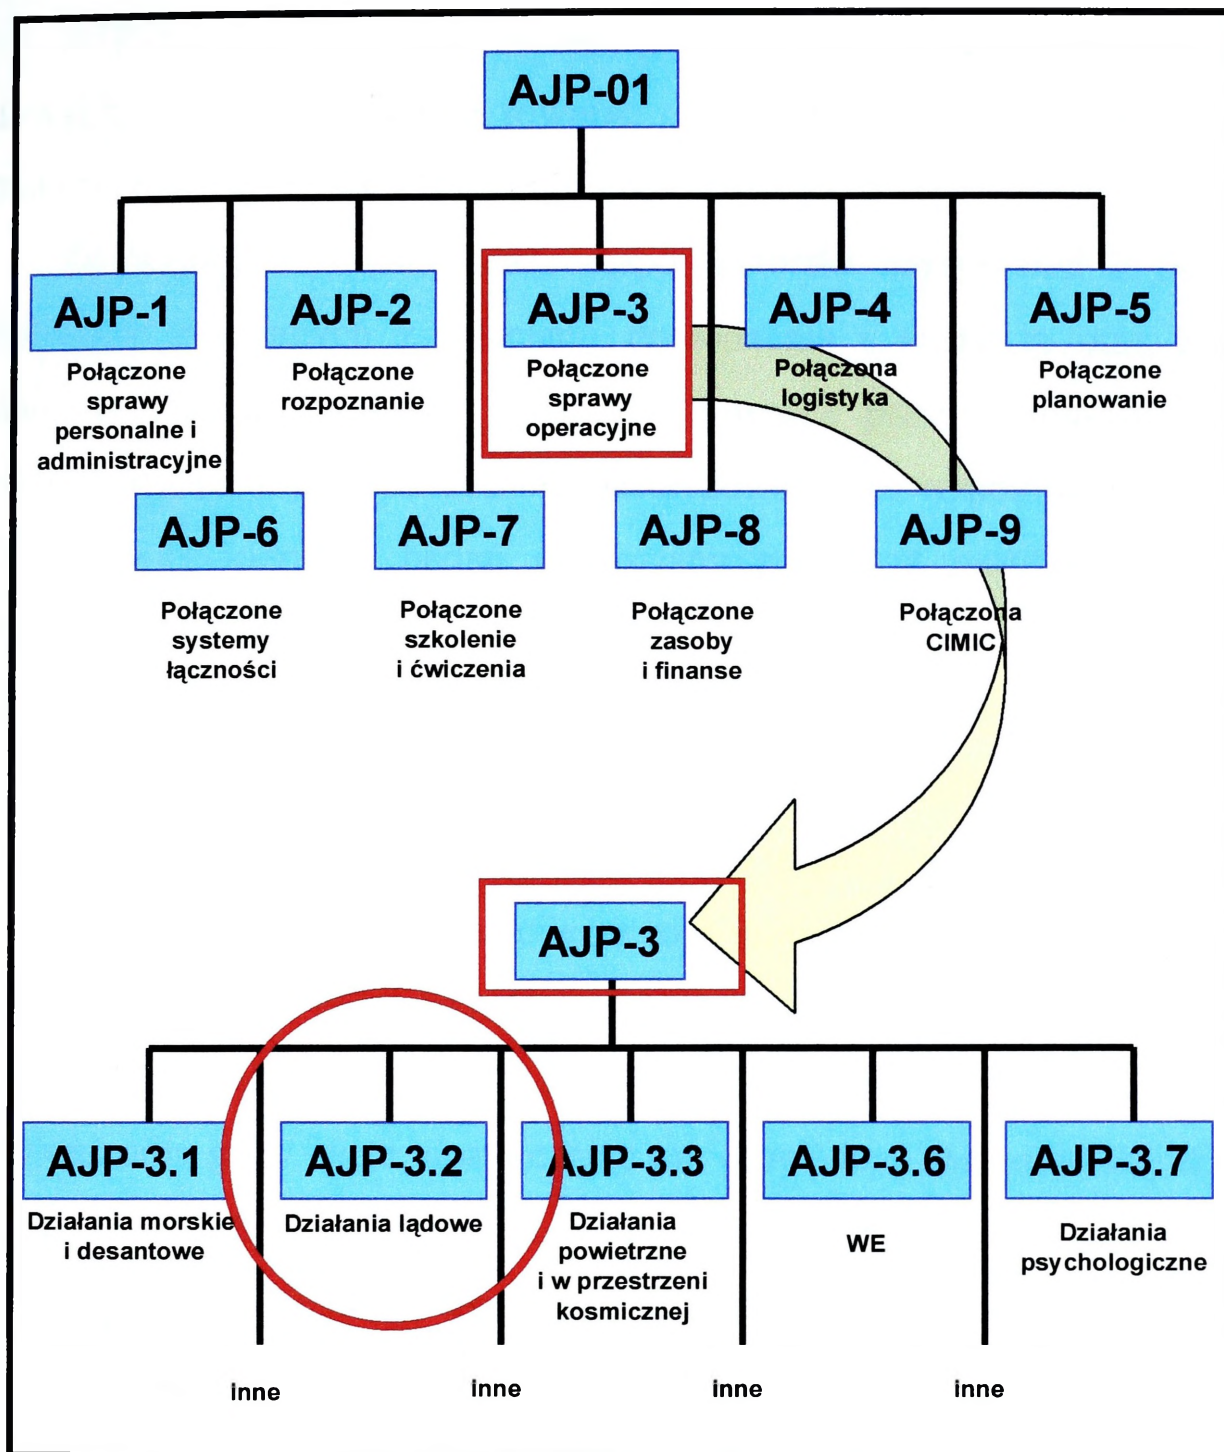 AJP-01
AJP-1
Połączone
sprawy
personalne i
administracyjne
AJP-2
Połączone
rozpoznanie
AJP-3
Połączone
sprawy
operacyjne
AJP-4
Połączona
logistyka
AJP-5
Połączone
planowanie
AJP-6
Połączone
systemy
łączności
AJP-7
Połączone
szkolenie
i ćwiczenia
AJP-8
Połączone
zasoby
i finanse
AJP-9
Połączona
CIMIC
AJP-3
AJP-3.1
Działania morskie
i desantowe
AJP-3.2
Działania lądowe
AJP-3.3
Działania
powietrzne
i w przestrzeni
kosmicznej
AJP-3.6
WE
AJP-3.7
Działania
psychologiczne
inne
inne
inne
inne